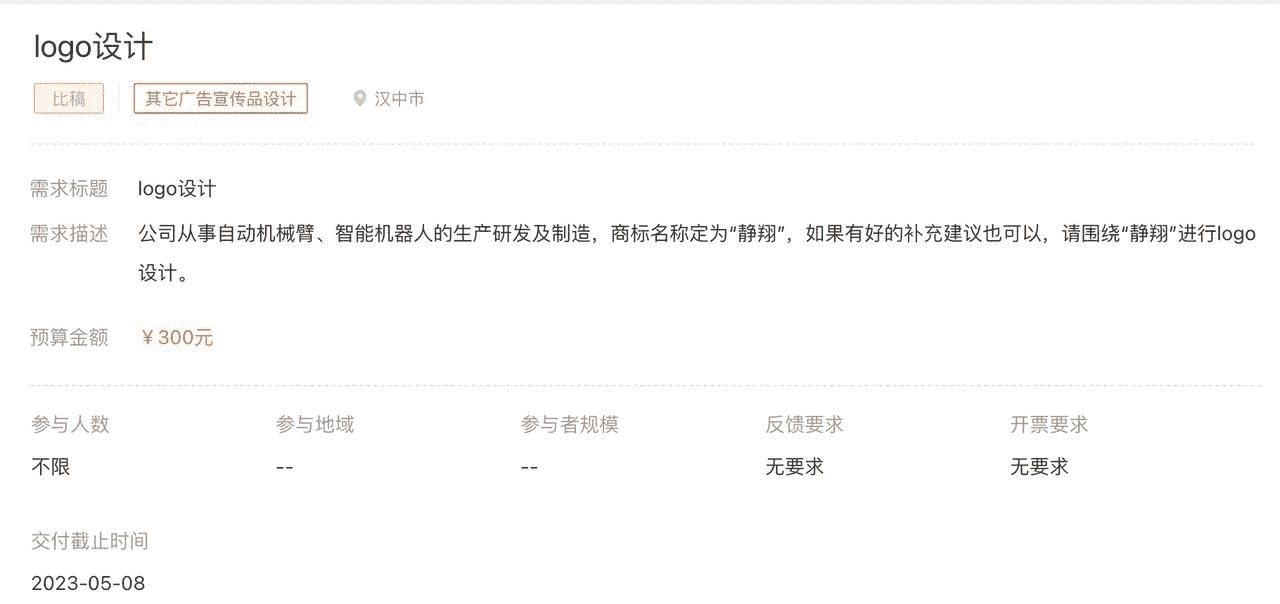 logo设计
比稿 其它广告宣传品设计 汉中市
需求标题 logo设计
需求描述 公司从事自动机械臂、智能机器人的生产研发及制造，商标名称定为“静翔”，如果有好的补充建议也可以，请围绕“静翔”进行logo
设计。
预算金额 ￥300元
参与人数 参与地域 参与者规模 反馈要求 开票要求
不限 -- -- 无要求 无要求
交付截止时间
2023-05-08